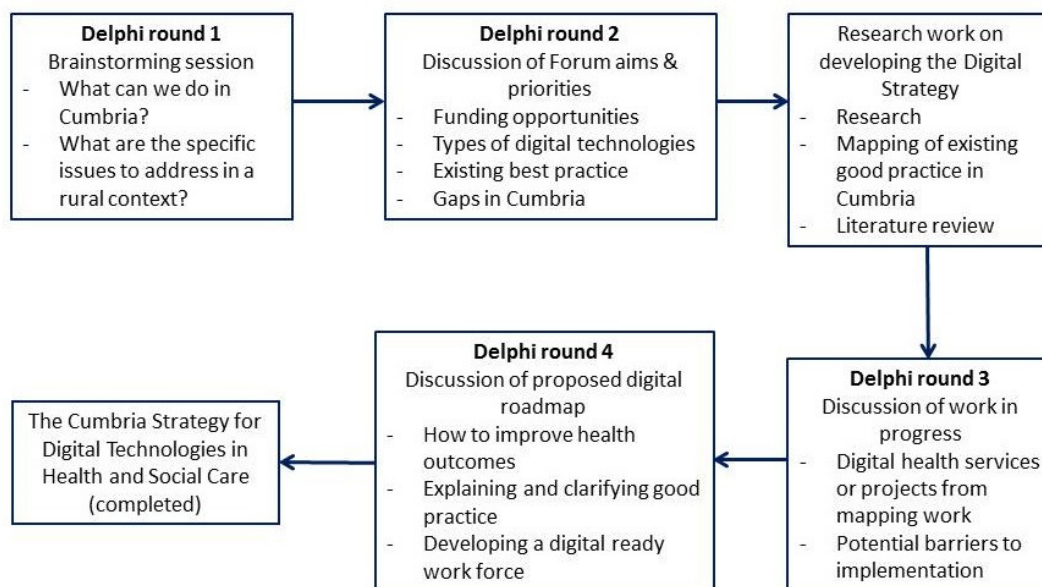 Delphi round 1
Brainstorming session
- What can we do in
Cumbria?
- What are the specific
issues to address in a
rural context?
Delphi round 2
Discussion of Forum aims &
priorities
- Funding opportunities
- Types of digital technologies
- Existing best practice
- Gaps in Cumbria
Research work on
developing the Digital
Strategy
- Research
- Mapping of existing
good practice in
Cumbria
- Literature review
Delphi round 3
Discussion of work in
progress
- Digital health services
or projects from
mapping work
- Potential barriers to
implementation
Delphi round 4
Discussion of proposed digital
roadmap
- How to improve health
outcomes
- Explaining and clarifying good
practice
- Developing a digital ready
work force
The Cumbria Strategy for
Digital Technologies in
Health and Social Care
(completed)